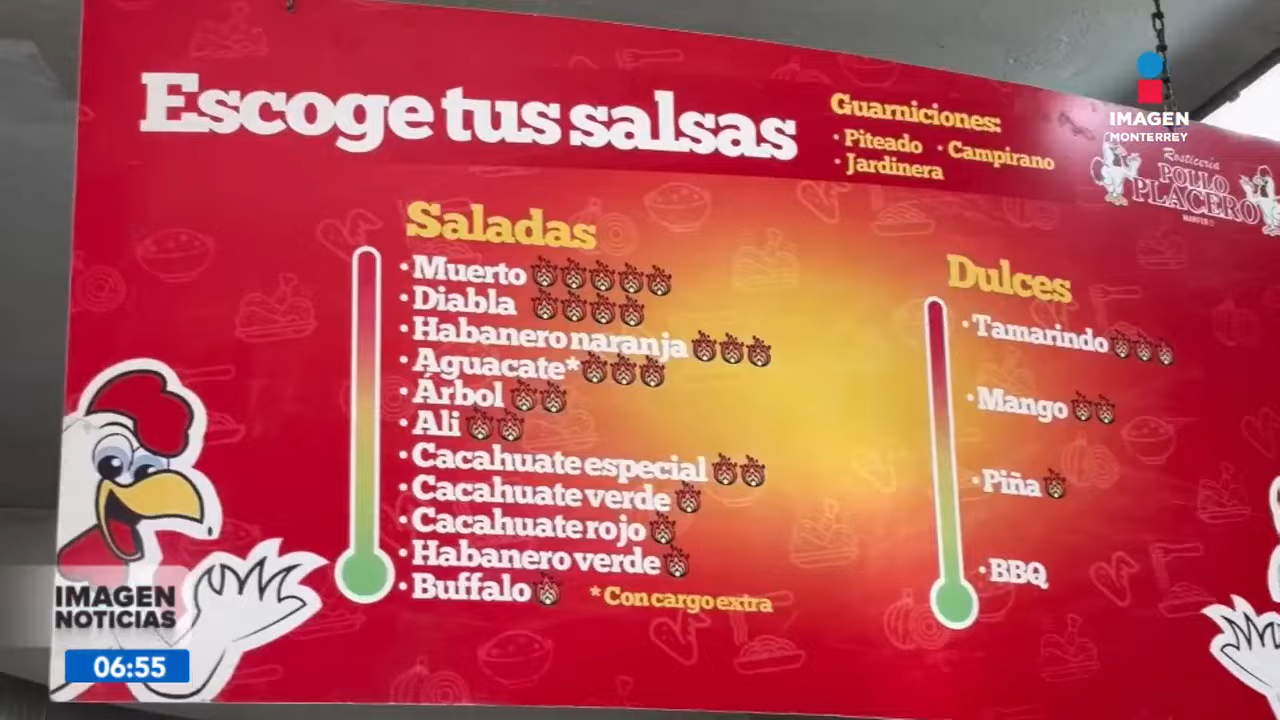 Escoge tus salsas
Guarniciones:
· Piteado · Campirano
· Jardinera
IMAGEN
MONTERREY
Rosticería
POLLO
PLACERO
Saladas
· Muerto
· Diabla
· Habanero naranja
· Aguacate*
· Árbol
· Ali
· Cacahuate especial
· Cacahuate verde
· Cacahuate rojo
· Habanero verde
· Buffalo
* Con cargo extra
Dulces
· Tamarindo
· Mango
· Piña
· BBQ
IMAGEN
NOTICIAS
06:55